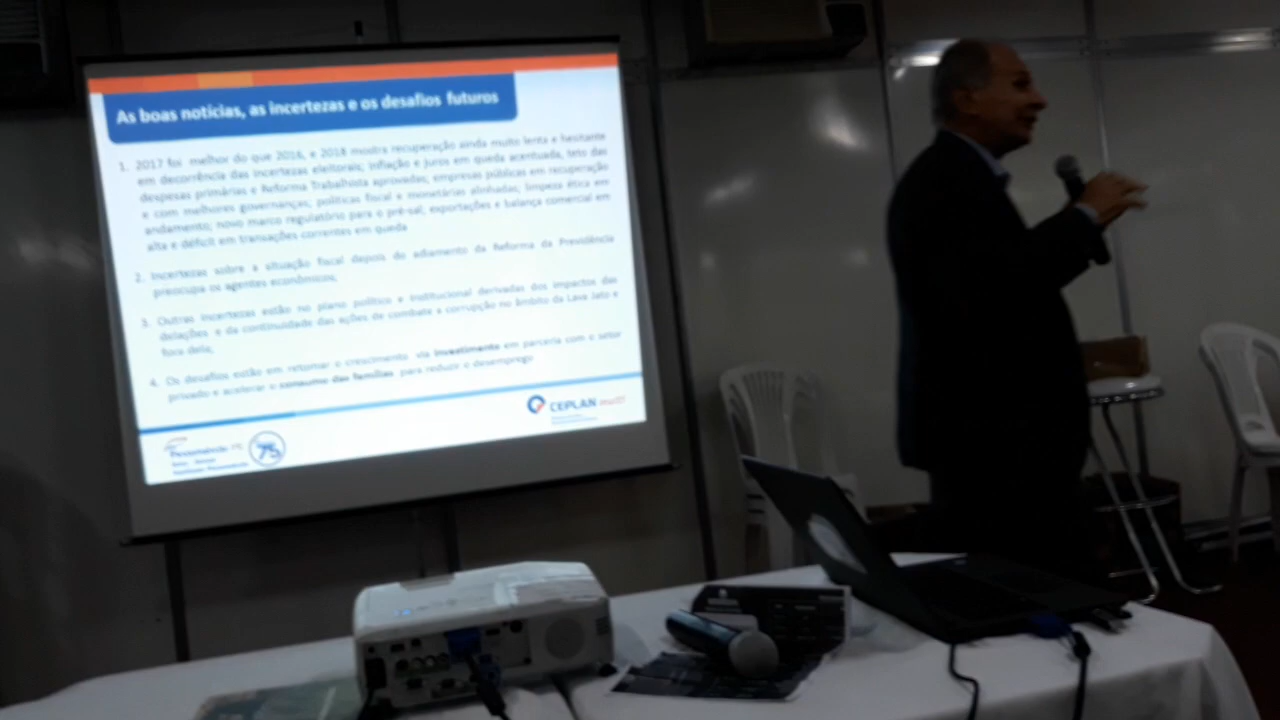 As boas notícias, as incertezas e os desafios futuros
1. 2017 foi melhor do que 2016, e 2018 mostra recuperação ainda muito lenta e hesitante
em decorrência das incertezas eleitorais; inflação e juros em queda acentuada, teto das
despesas primárias e Reforma Trabalhista aprovadas; empresas públicas em recuperação
e com melhores governanças; políticas fiscal e monetárias alinhadas; limpeza ética em
andamento; novo marco regulatório para o pré-sal; exportações e balança comercial em
alta e déficit em transações correntes em queda
2. Incertezas sobre a situação fiscal depois do adiamento da Reforma da Previdência
preocupa os agentes econômicos;
3. Outras incertezas estão no plano político e institucional derivadas dos impactos das
delações e da continuidade das ações de combate a corrupção no âmbito da Lava Jato e
fora dela;
4. Os desafios estão em retomar o crescimento via investimento em parceria com o setor
privado e acelerar o consumo das famílias para reduzir o desemprego
CEPLAN multi
75